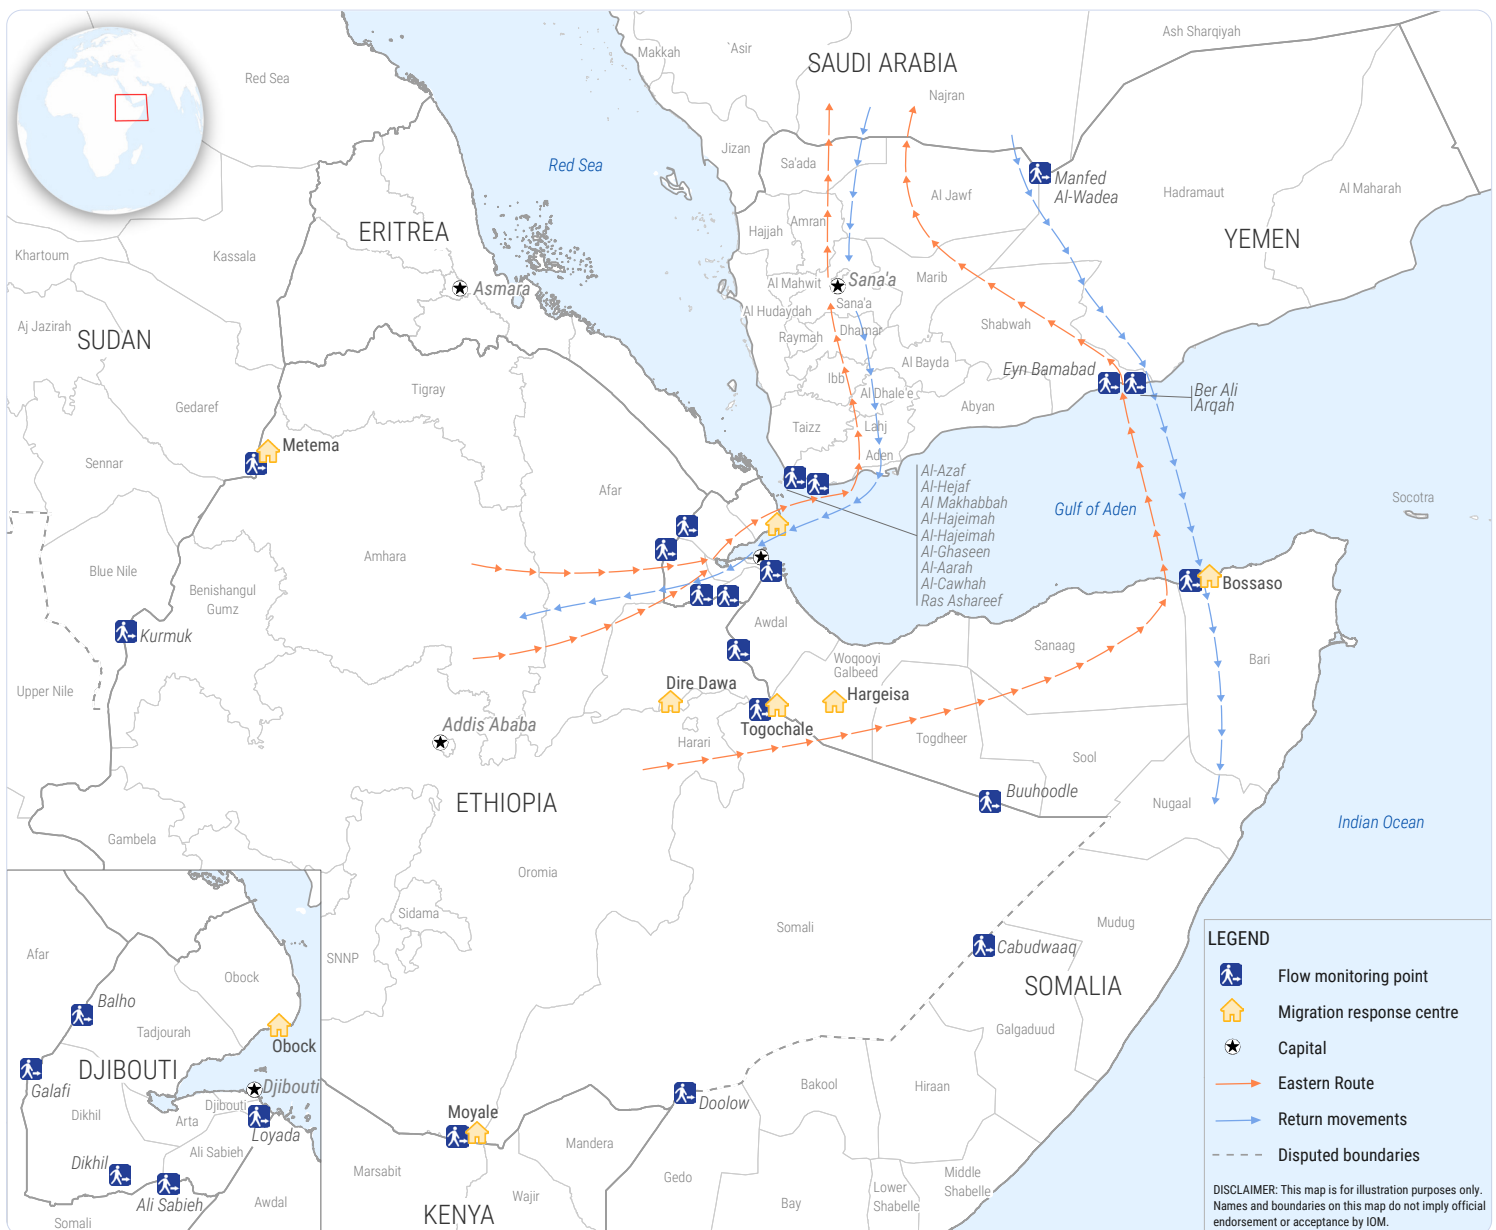 SAUDI ARABIA
Ash Sharqiyah
Makkah
`Asir
Red Sea
Najran
Jizan
Sa'ada
Red Sea
Manfed
Al-Wadea
Al Jawf
Hadramaut
Al Maharah
ERITREA
Amran
Hajjah
YEMEN
Khartoum
Kassala
Asmara
Al Mahwit
Sana'a
Marib
Sana'a
Al Hudaydah
Aj Jazirah
SUDAN
Raymah
Dhamar
Shabwah
Al Bayda
Eyn Bamabad
Ibb
Tigray
Al Dhale'e
Ber Ali
Arqah
Gedaref
Abyan
Metema
Taizz
Lahj
Aden
Sennar
Afar
Al-Azaf
Al-Hejaf
Al Makhabbah
Al-Hajeimah
Al-Hajeimah
Al-Ghaseen
Al-Aarah
Al-Cawhah
Ras Ashareef
Gulf of Aden
Socotra
Amhara
Blue Nile
Benishangul
Gumz
Bossaso
Kurmuk
Awdal
Sanaag
Woqooyi
Galbeed
Bari
Upper Nile
Dire Dawa
Hargeisa
Addis Ababa
Togochale
Harari
Togdheer
Sool
ETHIOPIA
Buuhoodle
Nugaal
Indian Ocean
Gambela
Oromia
Sidama
Somali
Mudug
SNNP
Cabudwaaq
SOMALIA
Galgaduud
Afar
Obock
Balho
Tadjourah
Obock
DJIBOUTI
Galafi
Djibouti
Dikhil
Djibouti
Arta
Loyada
Ali Sabieh
Dikhil
Ali Sabieh
Awdal
Somali
Bakool
Hiraan
Doolow
Moyale
Mandera
Marsabit
Gedo
Middle
Shabelle
Wajir
Lower
Shabelle
Bay
KENYA
LEGEND
Flow monitoring point
Migration response centre
Capital
Eastern Route
Return movements
Disputed boundaries
DISCLAIMER: This map is for illustration purposes only.
Names and boundaries on this map do not imply official
endorsement or acceptance by IOM.